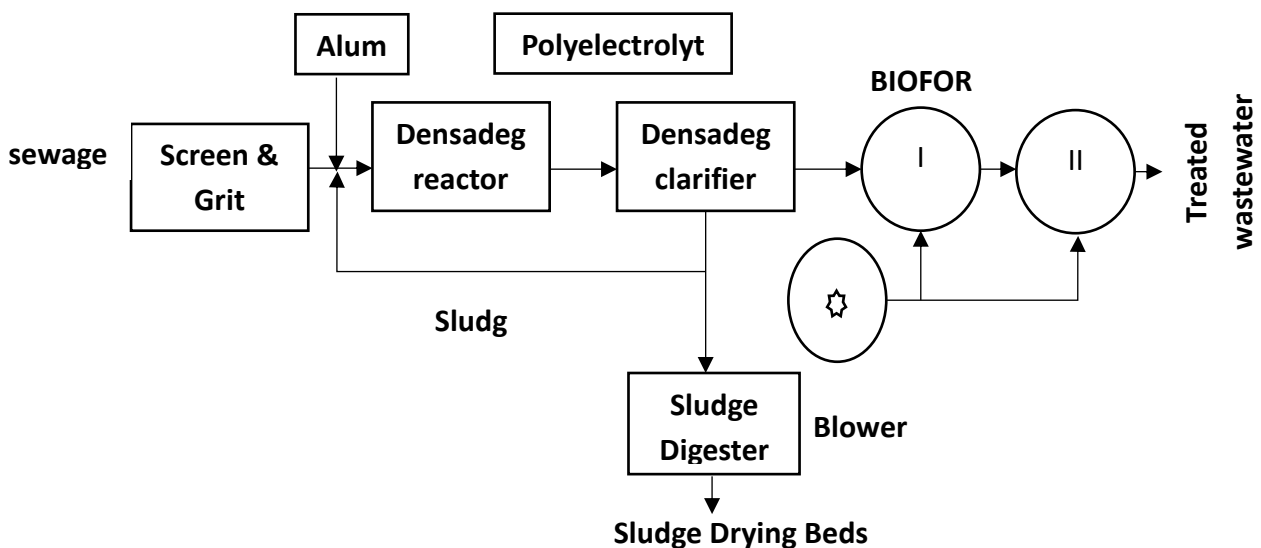 Alum
Polyelectrolyt
BIOFOR
sewage
Screen &
Grit
Densadeg
reactor
Densadeg
clarifier
I
II
Treated
wastewater
Sludg
Sludge
Digester
Blower
Sludge Drying Beds